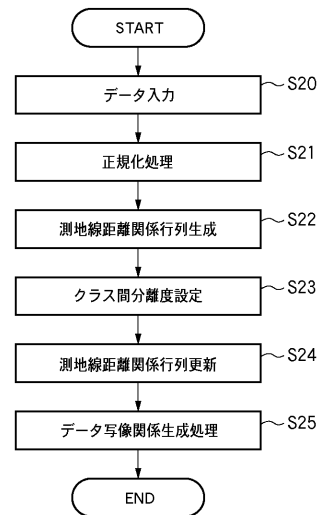 START
データ入力 S20
正規化処理 S21
測地線距離関係行列生成 S22
クラス間分離度設定 S23
測地線距離関係行列更新 S24
データ写像関係生成処理 S25
END